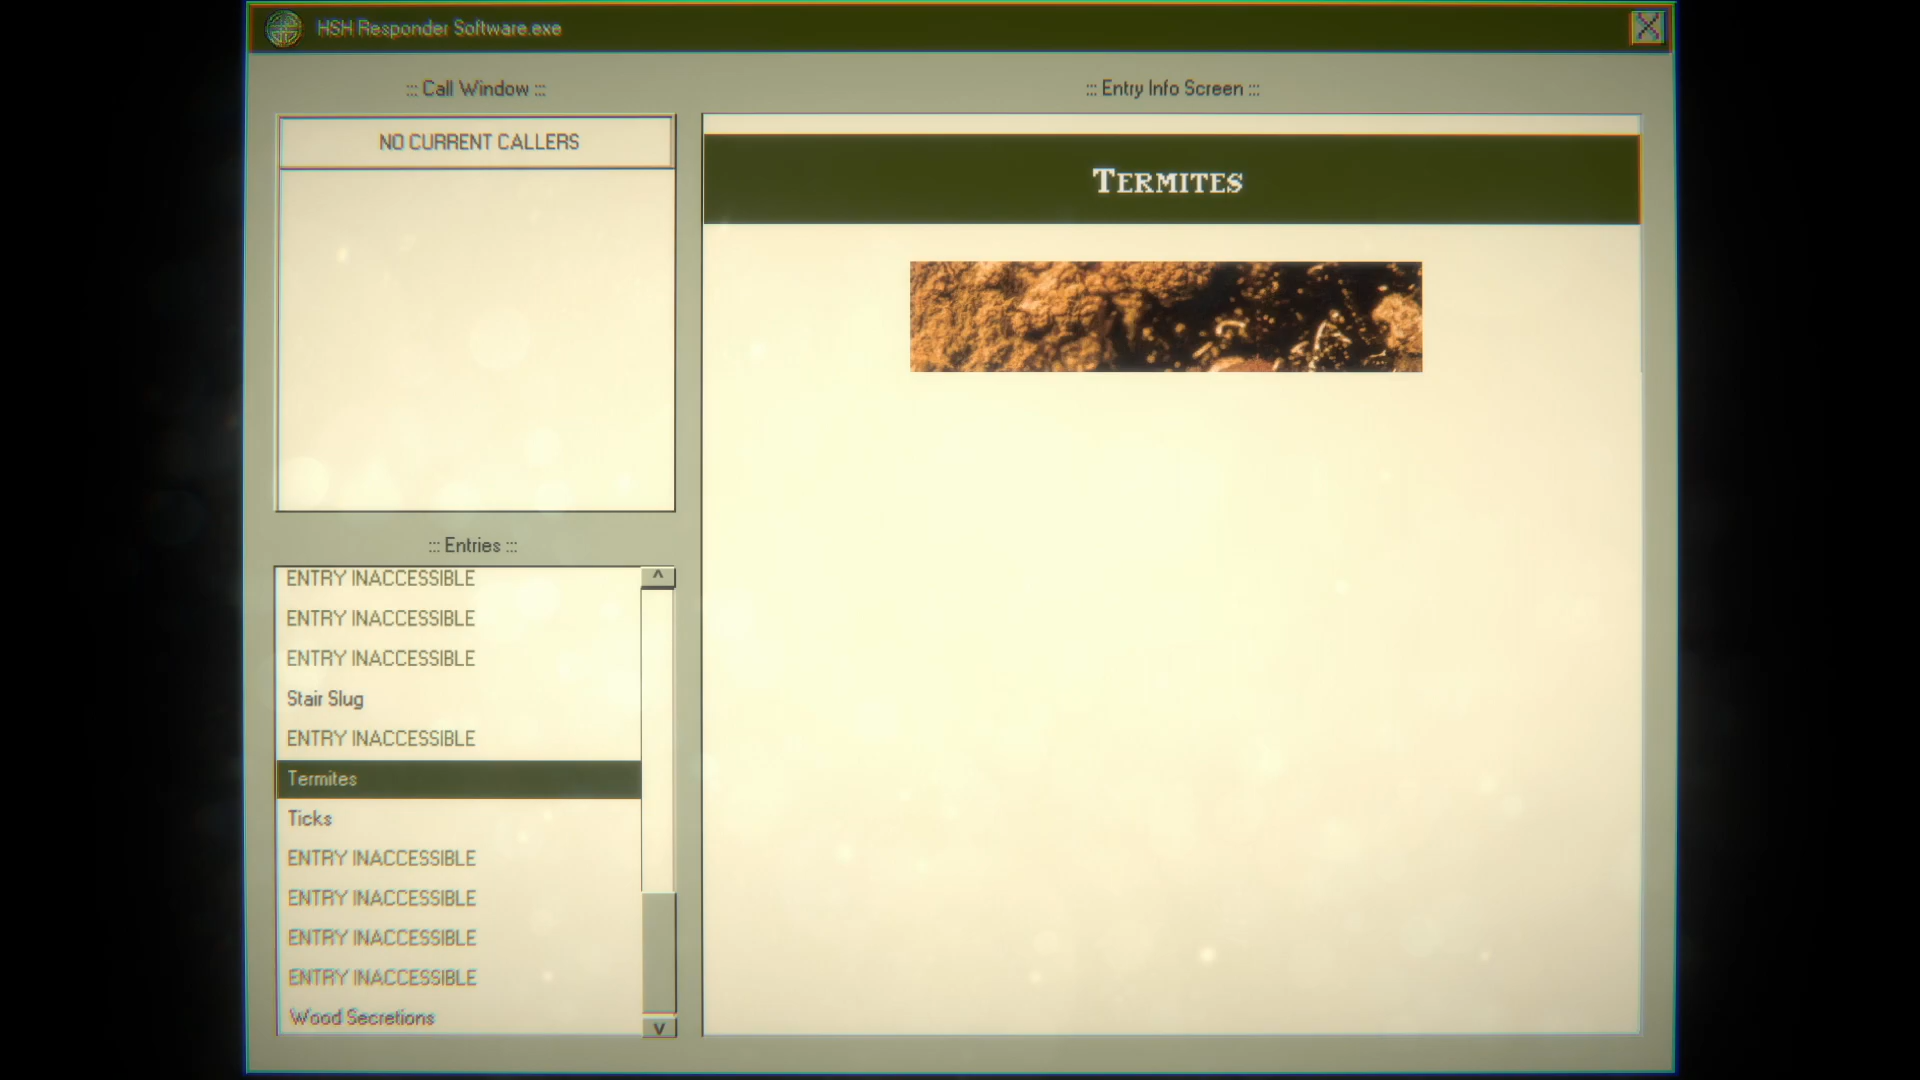 HSH Responder Software.exe
::: Call Window :::
NO CURRENT CALLERS
::: Entries :::
ENTRY INACCESSIBLE
ENTRY INACCESSIBLE
ENTRY INACCESSIBLE
Stair Slug
ENTRY INACCESSIBLE
Termites
Ticks
ENTRY INACCESSIBLE
ENTRY INACCESSIBLE
ENTRY INACCESSIBLE
ENTRY INACCESSIBLE
Wood Secretions
::: Entry Info Screen :::
TERMITES